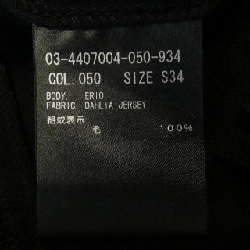 03-4407004-050-934
COL.050 SIZE S34
BODY. ERIO
FABRIC DAHLIA JERSEY
組成表示
毛 100%